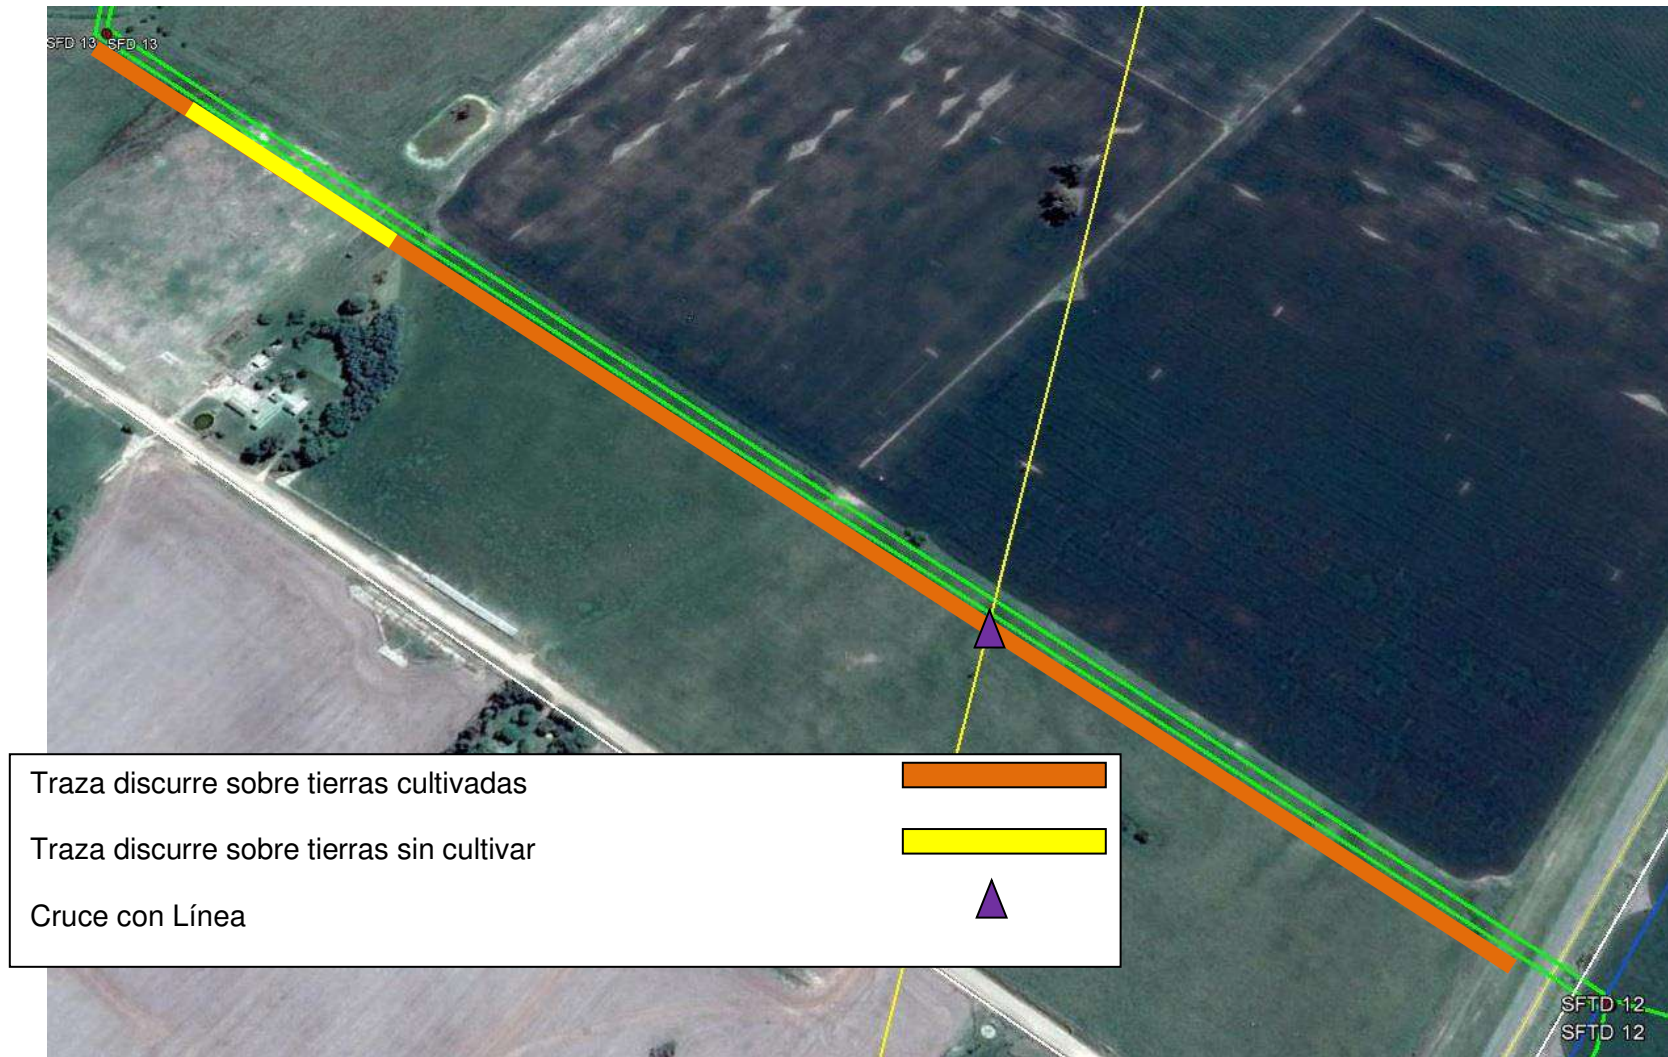 SFD 13 SFD 13
Traza discurre sobre tierras cultivadas
Traza discurre sobre tierras sin cultivar
Cruce con Línea
SFTD 12
SFTD 12